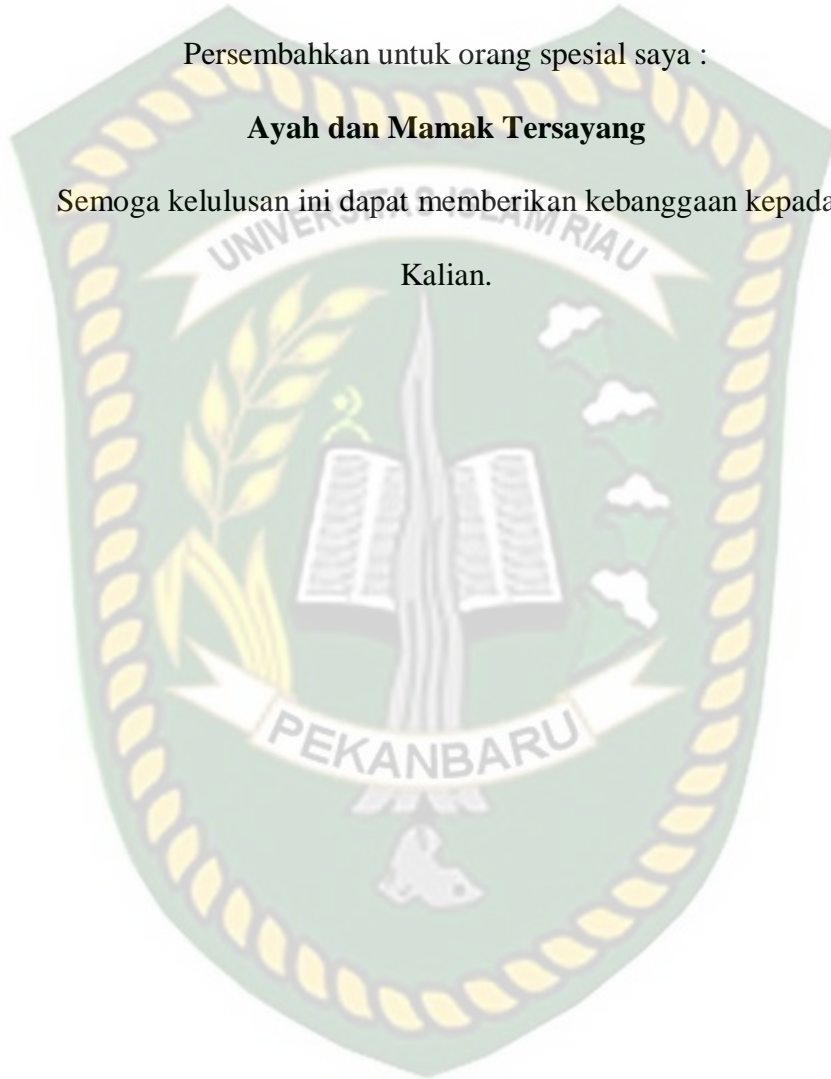 Persembahkan untuk orang spesial saya :
Ayah dan Mamak Tersayang
Semoga kelulusan ini dapat memberikan kebanggaan kepada
UNIVERSITAS ISLAM RIAU
Kalian.
PEKANBARU